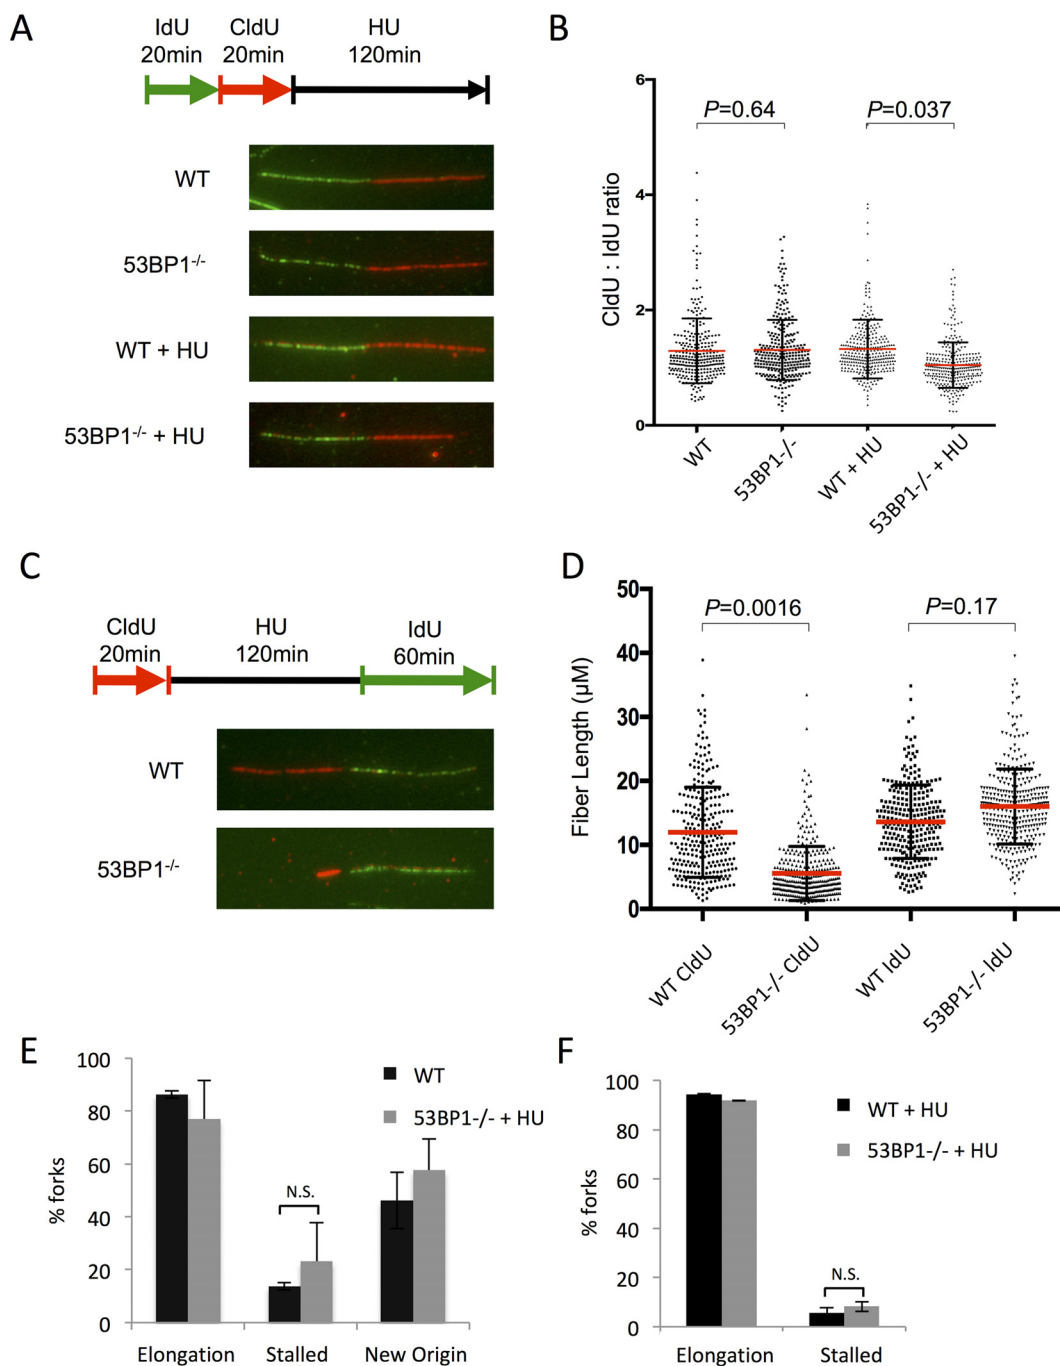 A
IdU
20min
CldU
20min
HU
120min
WT
53BP1-/-
WT + HU
53BP1-/- + HU
B
P=0.64
P=0.037
CldU : IdU ratio
6
4
2
0
WT
53BP1-/-
WT + HU
53BP1-/- + HU
C
CldU
20min
HU
120min
IdU
60min
WT
53BP1-/-
D
P=0.0016
P=0.17
Fiber Length (µM)
50
40
30
20
10
0
WT CldU
53BP1-/- CldU
WT IdU
53BP1-/- IdU
E
% forks
100
80
60
40
20
0
WT
53BP1-/- + HU
N.S.
Elongation
Stalled
New Origin
F
% forks
100
80
60
40
20
0
WT + HU
53BP1-/- + HU
N.S.
Elongation
Stalled